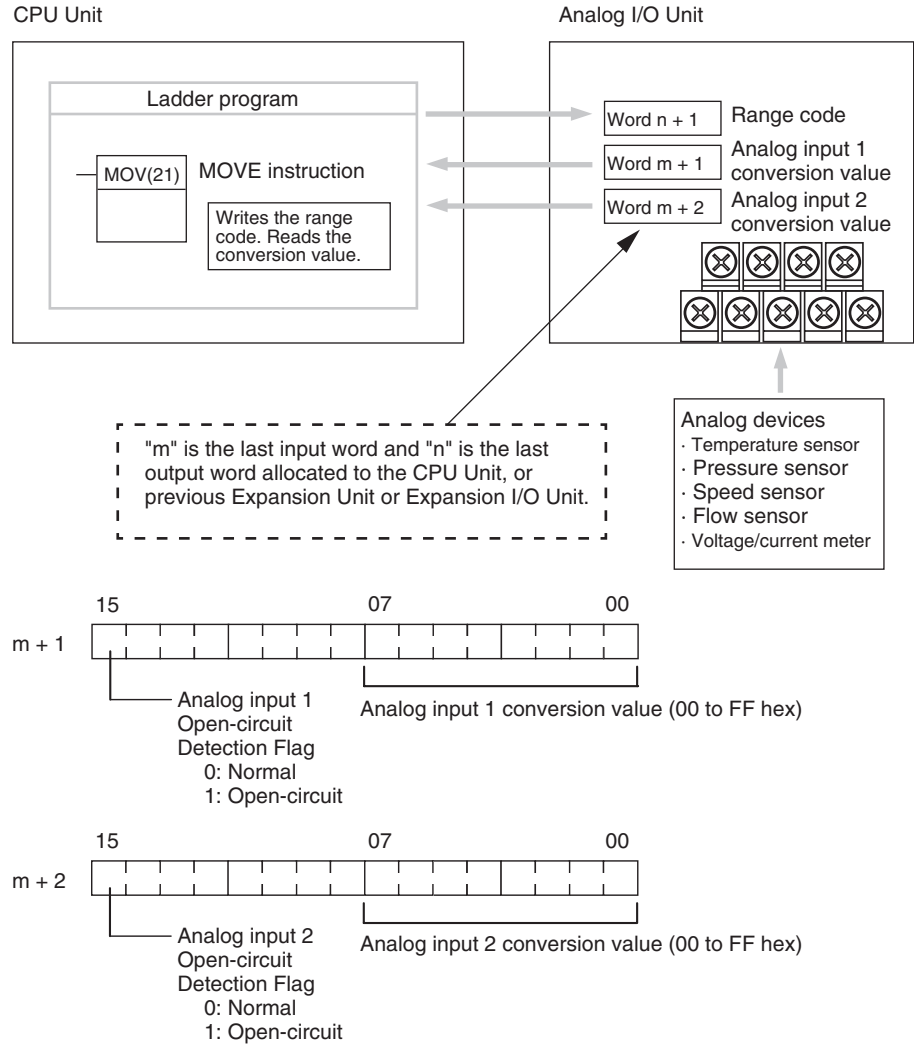 CPU Unit
Analog I/O Unit
Ladder program
MOV(21)
MOVE instruction
Writes the range
code. Reads the
conversion value.
Word n + 1
Range code
Word m + 1
Analog input 1
conversion value
Word m + 2
Analog input 2
conversion value
"m" is the last input word and "n" is the last
output word allocated to the CPU Unit, or
previous Expansion Unit or Expansion I/O Unit.
Analog devices
· Temperature sensor
· Pressure sensor
· Speed sensor
· Flow sensor
· Voltage/current meter
15 07 00
m + 1
Analog input 1
Open-circuit
Detection Flag
0: Normal
1: Open-circuit
Analog input 1 conversion value (00 to FF hex)
15 07 00
m + 2
Analog input 2
Open-circuit
Detection Flag
0: Normal
1: Open-circuit
Analog input 2 conversion value (00 to FF hex)